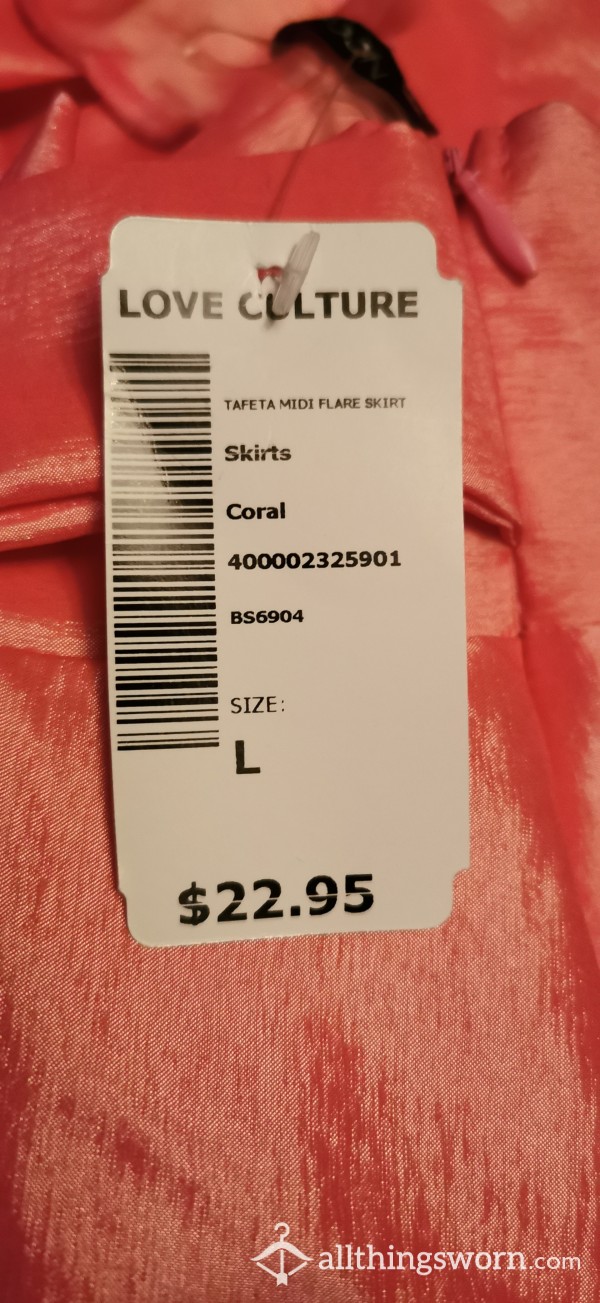 LOVE CULTURE
TAFETA MIDI FLARE SKIRT
Skirts
Coral
400002325901
BS6904
SIZE:
L
$22.95
allthingsworn.com